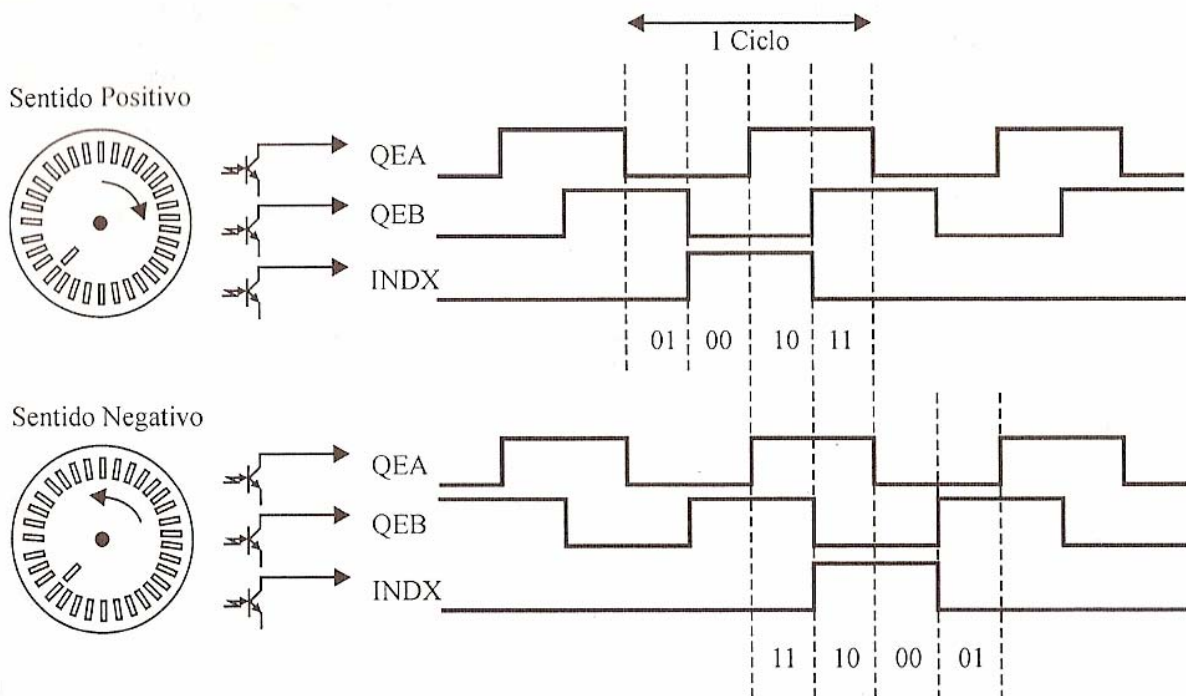 1 Ciclo
Sentido Positivo
QEA
QEB
INDX
01 00 10 11
Sentido Negativo
QEA
QEB
INDX
11 10 00 01